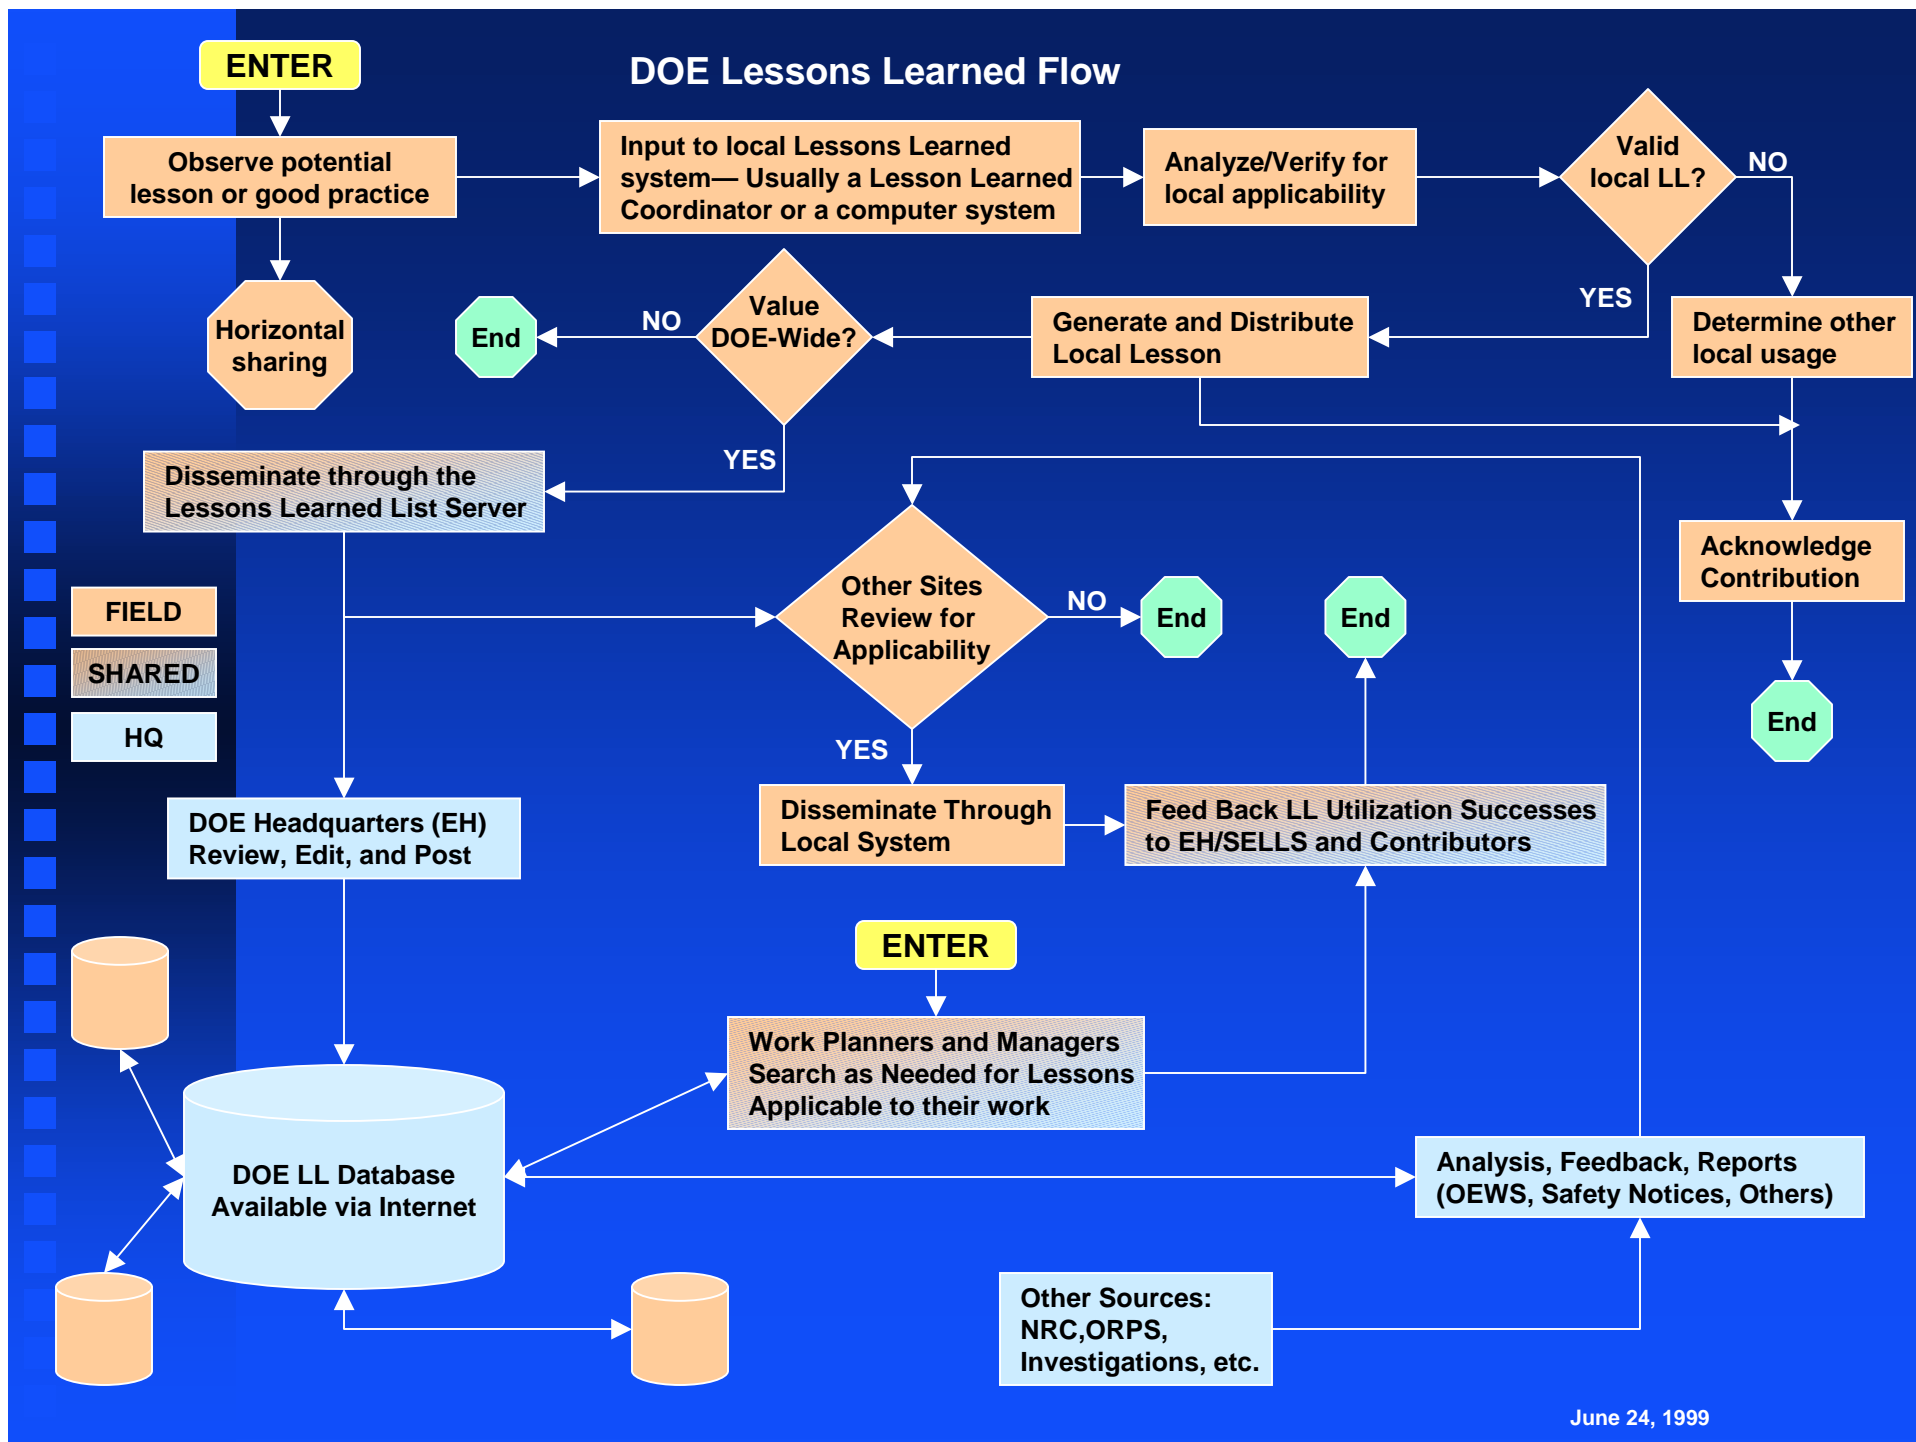 ENTER
DOE Lessons Learned Flow
Observe potential
lesson or good practice
Input to local Lessons Learned
system— Usually a Lesson Learned
Coordinator or a computer system
Analyze/Verify for
local applicability
Valid
local LL?
NO
YES
Horizontal
sharing
End
NO
Value
DOE-Wide?
Generate and Distribute
Local Lesson
Determine other
local usage
YES
Disseminate through the
Lessons Learned List Server
Acknowledge
Contribution
End
FIELD
SHARED
HQ
Other Sites
Review for
Applicability
NO
End
End
YES
DOE Headquarters (EH)
Review, Edit, and Post
Disseminate Through
Local System
Feed Back LL Utilization Successes
to EH/SELLS and Contributors
ENTER
Work Planners and Managers
Search as Needed for Lessons
Applicable to their work
DOE LL Database
Available via Internet
Analysis, Feedback, Reports
(OEWS, Safety Notices, Others)
Other Sources:
NRC,ORPS,
Investigations, etc.
June 24, 1999